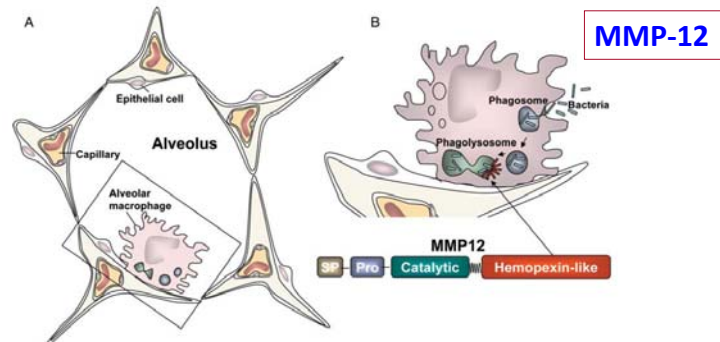 A
Epithelial cell
Capillary
Alveolus
Alveolar
macrophage
B
MMP-12
Phagosome
Bacteria
Phagolysosome
MMP12
SP
Pro
Catalytic
Hemopexin-like